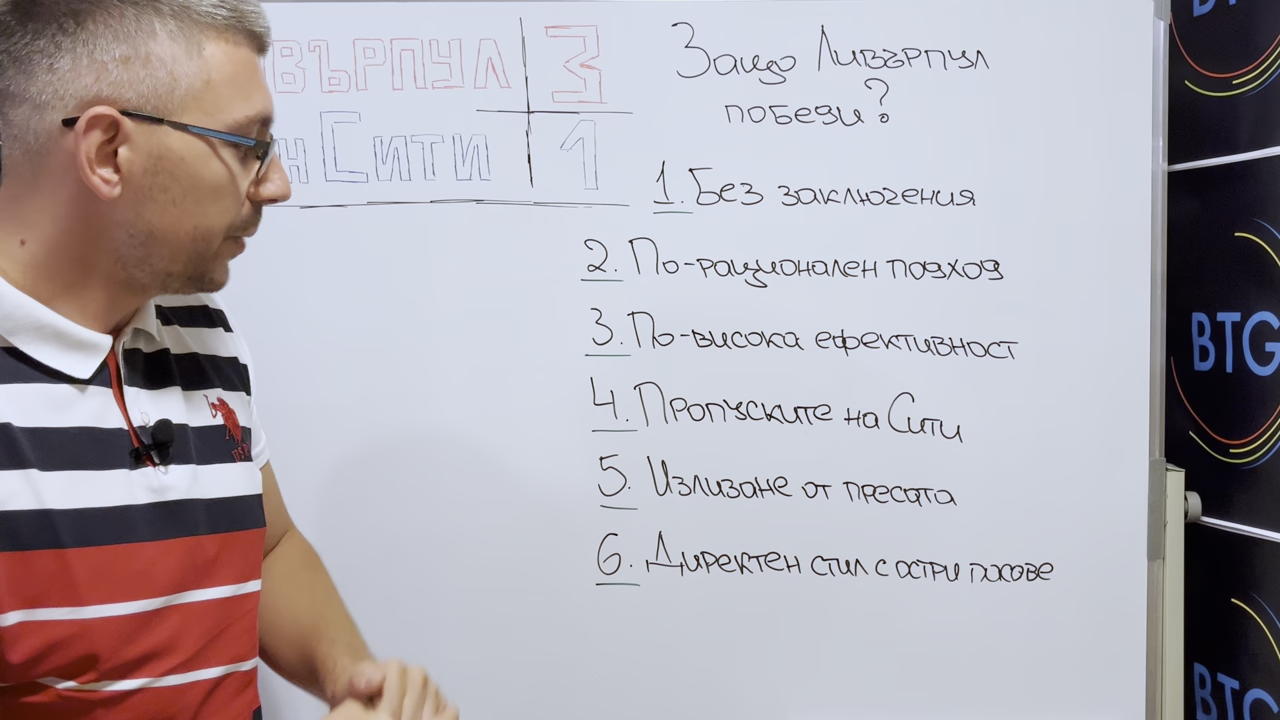 ВЪРПУЛ 3
н Сити 1
Защо Ливърпул
победи?
1. Без заключения
2. По-рационален подход
3. По-висока ефективност
4. Пропуските на Сити
5. Излизане от пресата
6. Директен стил с остри пасове
BTG
BTG
BTG